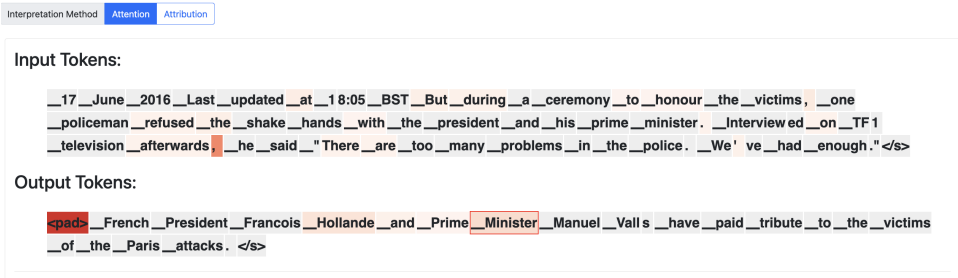 Interpretation Method Attention Attribution
Input Tokens:
__17 __June __2016 __Last __updated __at __1 8:05 __BST __But __during __a __ceremony __to __honour __the __victims , __one
__policeman __refused __the __shake __hands __with __the __president __and __his __prime __minister . __Interview ed __on __TF 1
__television __afterwards , __he __said __" There __are __too __many __problems __in __the __police . __We ' ve __had __enough ." </s>
Output Tokens:
<pad> __French __President __Francois __Hollande __and __Prime __Minister __Manuel __Vall s __have __paid __tribute __to __the __victims
__of __the __Paris __attacks . </s>